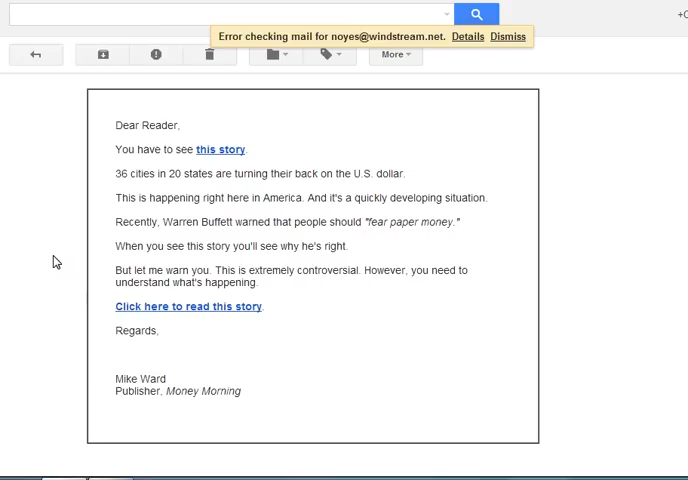 Error checking mail for noyes@windstream.net. Details Dismiss
More
Dear Reader,
You have to see this story.
36 cities in 20 states are turning their back on the U.S. dollar.
This is happening right here in America. And it's a quickly developing situation.
Recently, Warren Buffett warned that people should "fear paper money."
When you see this story you'll see why he's right.
But let me warn you. This is extremely controversial. However, you need to
understand what's happening.
Click here to read this story.
Regards,
Mike Ward
Publisher, Money Morning